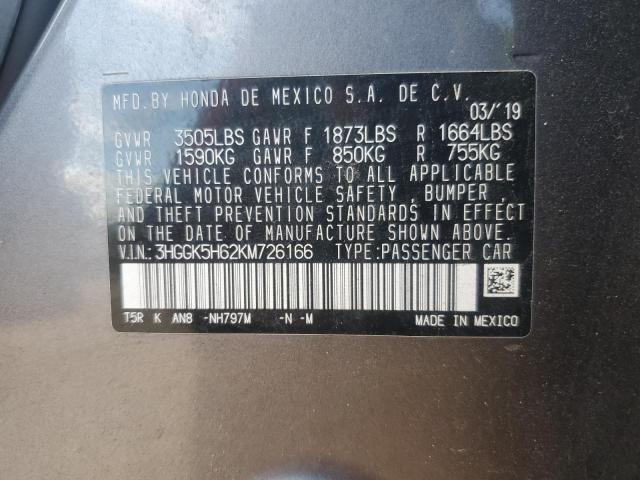 MFD. BY HONDA DE MEXICO S.A. DE C.V.
03/'19
GVWR 3505LBS GAWR F 1873LBS R 1664LBS
GVWR 1590KG GAWR F 850KG R 755KG
THIS VEHICLE CONFORMS TO ALL APPLICABLE
FEDERAL MOTOR VEHICLE SAFETY , BUMPER ,
AND THEFT PREVENTION STANDARDS IN EFFECT
ON THE DATE OF MANUFACTURE SHOWN ABOVE.
V.I.N.: 3HGGK5H62KM726166 TYPE:PASSENGER CAR
T5R K AN8 -NH797M -N -M MADE IN MEXICO